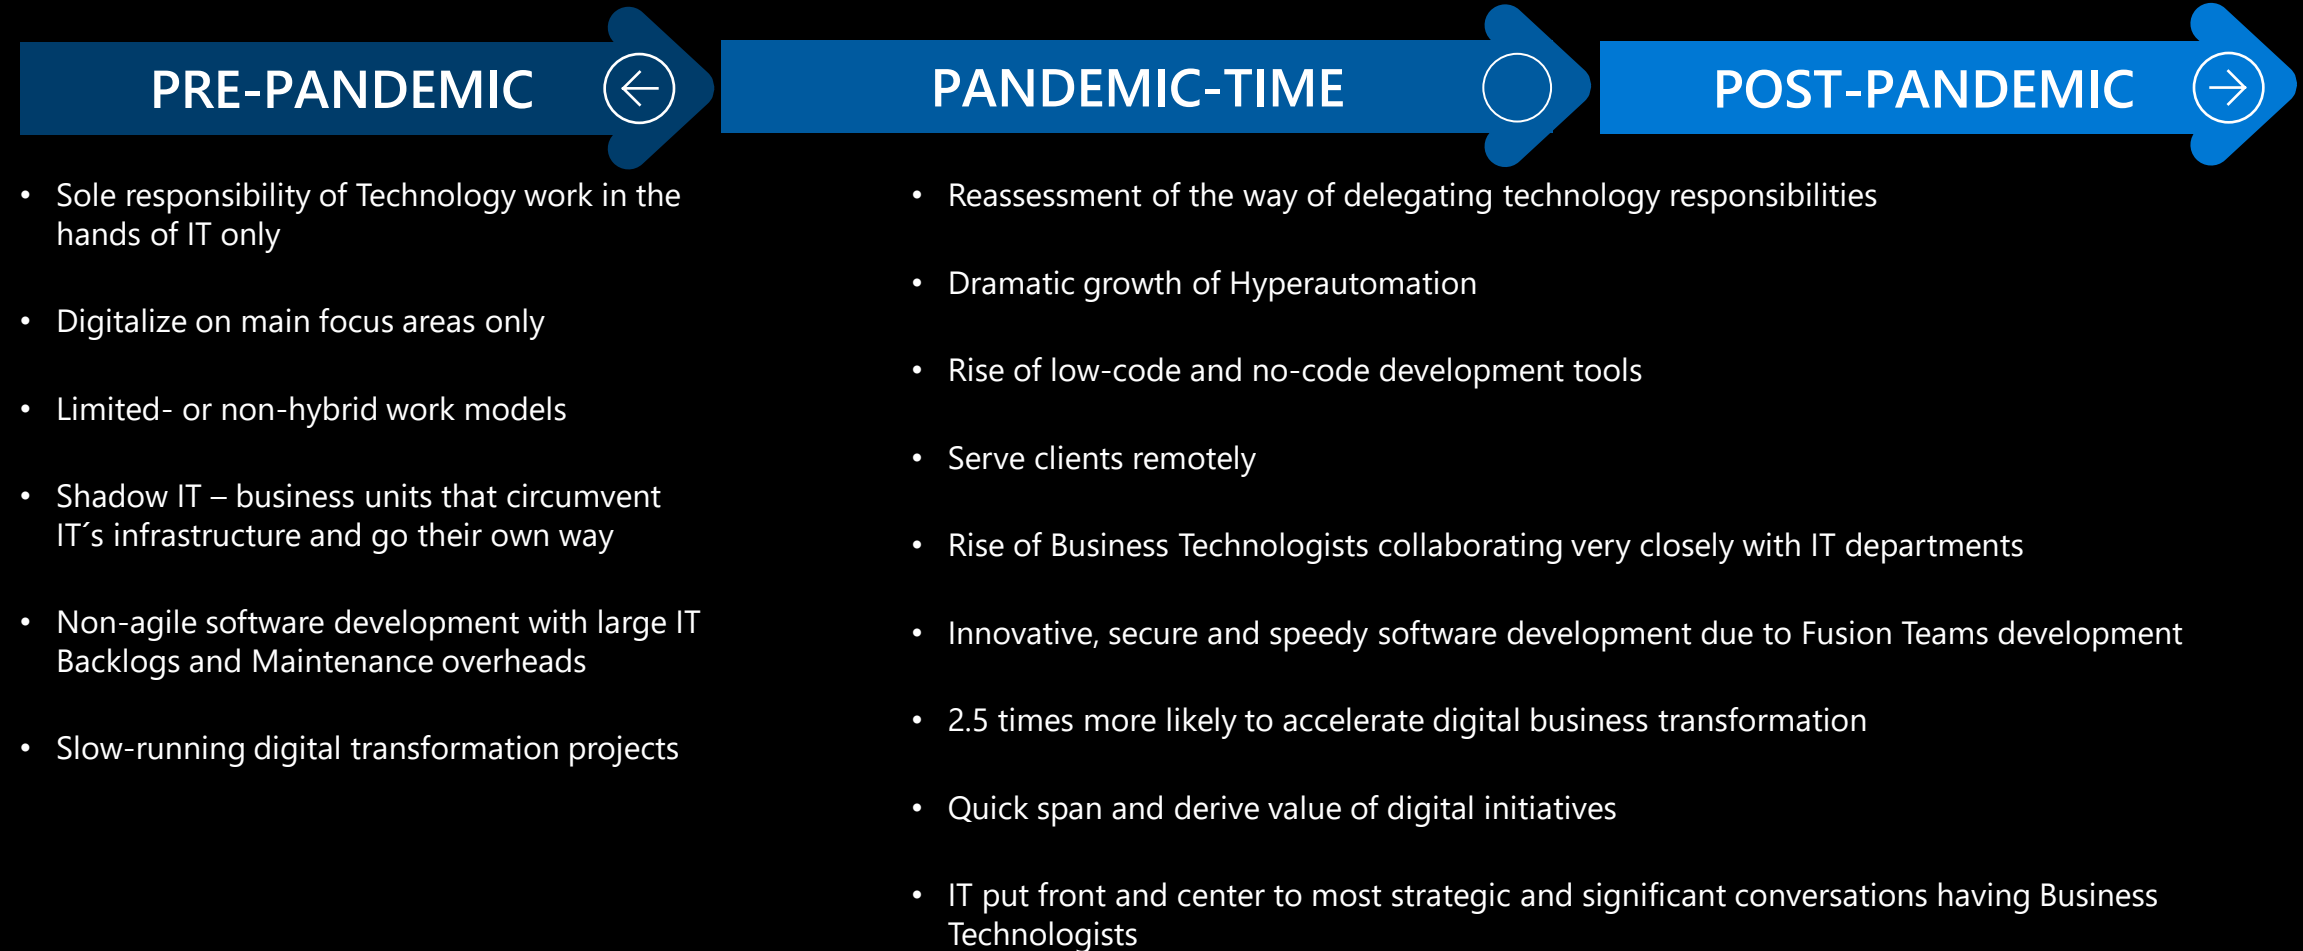 PRE-PANDEMIC
PANDEMIC-TIME
POST-PANDEMIC
• Sole responsibility of Technology work in the
hands of IT only
• Digitalize on main focus areas only
• Limited- or non-hybrid work models
• Shadow IT – business units that circumvent
IT´s infrastructure and go their own way
• Non-agile software development with large IT
Backlogs and Maintenance overheads
• Slow-running digital transformation projects
• Reassessment of the way of delegating technology responsibilities
• Dramatic growth of Hyperautomation
• Rise of low-code and no-code development tools
• Serve clients remotely
• Rise of Business Technologists collaborating very closely with IT departments
• Innovative, secure and speedy software development due to Fusion Teams development
• 2.5 times more likely to accelerate digital business transformation
• Quick span and derive value of digital initiatives
• IT put front and center to most strategic and significant conversations having Business
Technologists